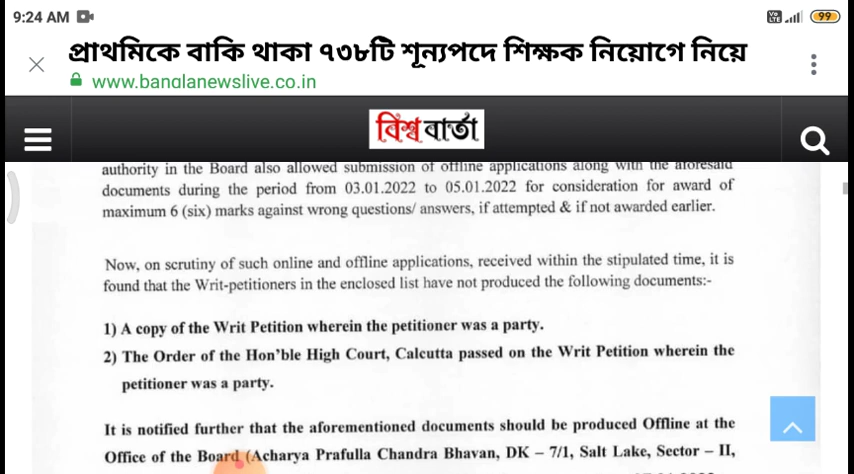 9:24 AM
Vo LTE 99
প্রাথমিকে বাকি থাকা ৭৩৮টি শূন্যপদে শিক্ষক নিয়োগে নিয়ে
www.banglanewslive.co.in
বিশ্ব বার্তা
authority in the Board also allowed submission of offline applications along with the aforesaid
documents during the period from 03.01.2022 to 05.01.2022 for consideration for award of
maximum 6 (six) marks against wrong questions/ answers, if attempted & if not awarded earlier.
Now, on scrutiny of such online and offline applications, received within the stipulated time, it is
found that the Writ-petitioners in the enclosed list have not produced the following documents:-
1) A copy of the Writ Petition wherein the petitioner was a party.
2) The Order of the Hon'ble High Court, Calcutta passed on the Writ Petition wherein the
petitioner was a party.
It is notified further that the aforementioned documents should be produced Offline at the
Office of the Board (Acharya Prafulla Chandra Bhavan, DK – 7/1, Salt Lake, Sector – II,